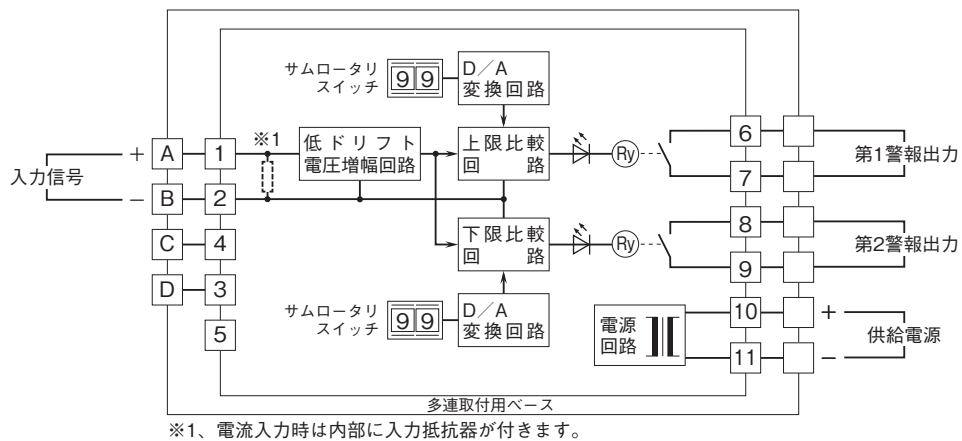 サムロータリ
スイッチ
9 9
D/A
変換回路
※1
低ドリフト
電圧増幅回路
上限比較
回路
Ry
6
7
第1警報出力
入力信号
+
A
1
−
B
2
C
4
D
3
5
下限比較
回路
Ry
8
9
第2警報出力
サムロータリ
スイッチ
9 9
D/A
変換回路
電源
回路
10
+
11
−
供給電源
多連取付用ベース
※1、電流入力時は内部に入力抵抗器が付きます。